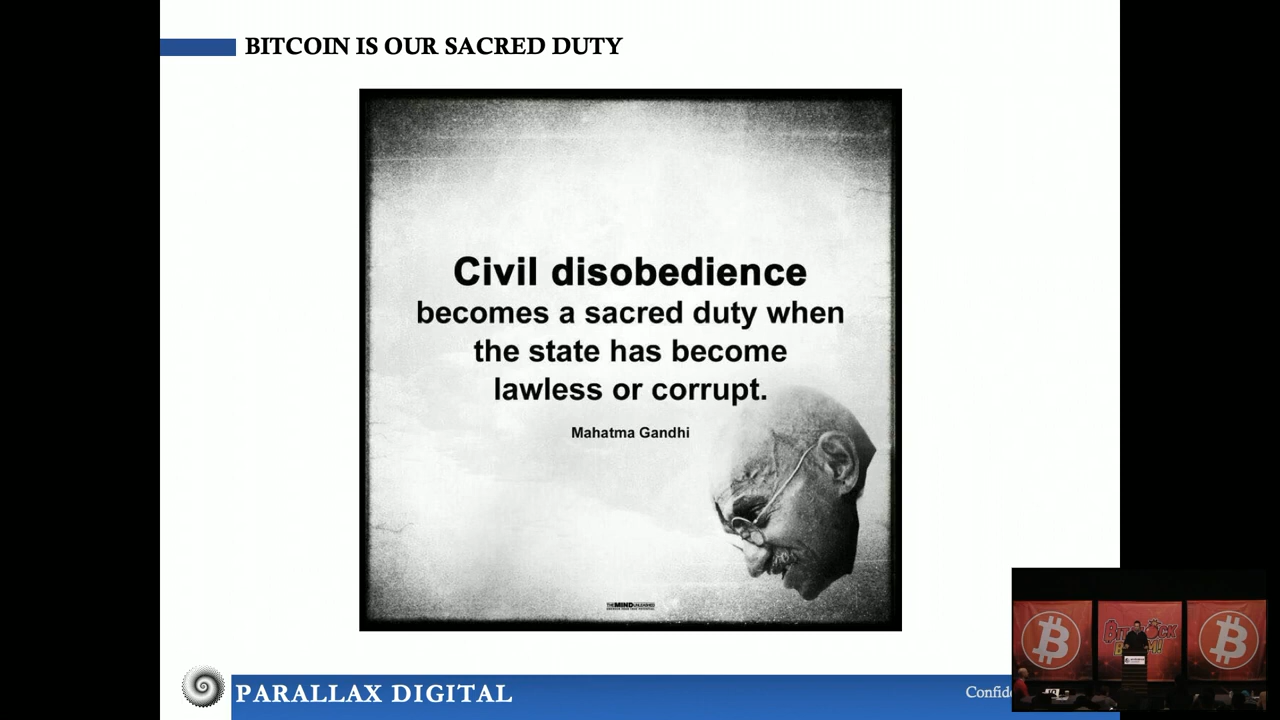 BITCOIN IS OUR SACRED DUTY
Civil disobedience
becomes a sacred duty when
the state has become
lawless or corrupt.
Mahatma Gandhi
THEMINDUNLEASHED
PARALLAX DIGITAL